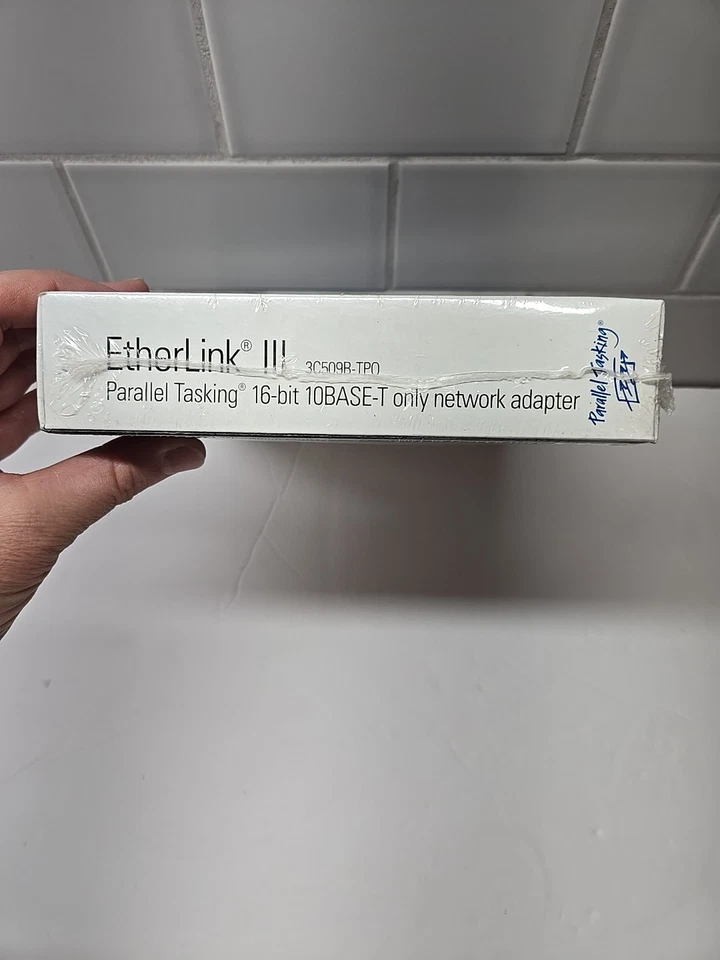 EtherLink® III 3C509B-TPO
Parallel Tasking® 16-bit 10BASE-T only network adapter
Parallel Tasking®